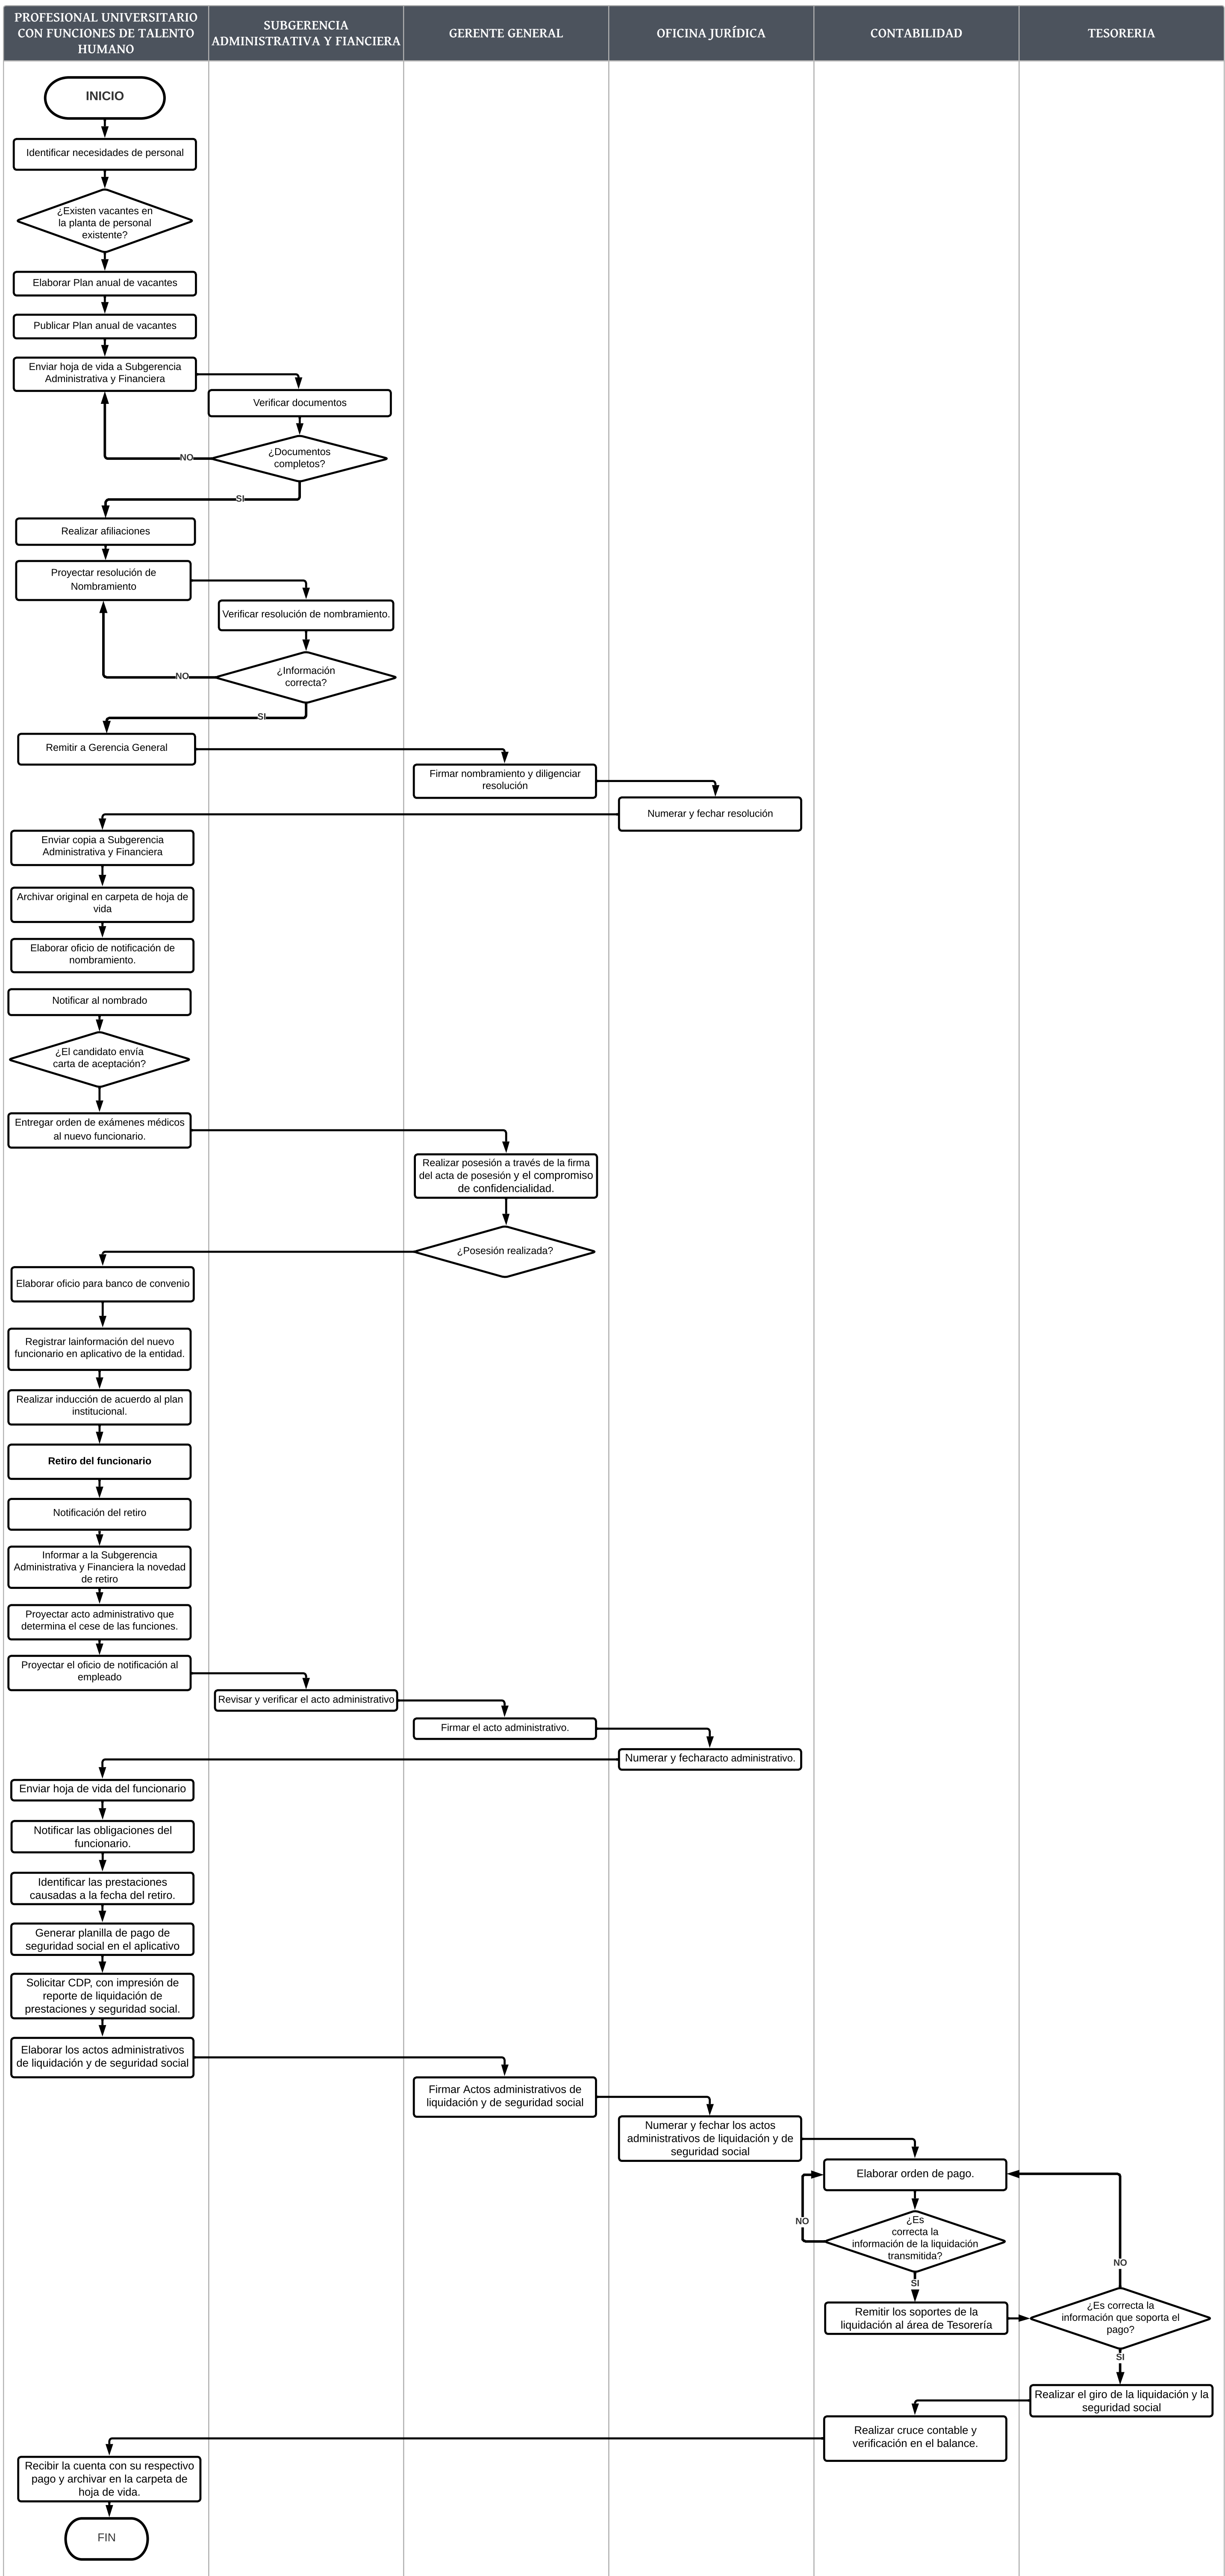 PROFESIONAL UNIVERSITARIO
CON FUNCIONES DE TALENTO
HUMANO
SUBGERENCIA
ADMINISTRATIVA Y FIANCIERA
GERENTE GENERAL
OFICINA JURÍDICA
CONTABILIDAD
TESORERIA
INICIO
Identificar necesidades de personal
¿Existen vacantes en
la planta de personal
existente?
Elaborar Plan anual de vacantes
Publicar Plan anual de vacantes
Enviar hoja de vida a Subgerencia
Administrativa y Financiera
Verificar documentos
¿Documentos
completos?
NO
SI
Realizar afiliaciones
Proyectar resolución de
Nombramiento
Verificar resolución de nombramiento.
¿Información
correcta?
NO
SI
Remitir a Gerencia General
Firmar nombramiento y diligenciar
resolución
Numerar y fechar resolución
Enviar copia a Subgerencia
Administrativa y Financiera
Archivar original en carpeta de hoja de
vida
Elaborar oficio de notificación de
nombramiento.
Notificar al nombrado
¿El candidato envía
carta de aceptación?
Entregar orden de exámenes médicos
al nuevo funcionario.
Realizar posesión a través de la firma
del acta de posesión y el compromiso
de confidencialidad.
¿Posesión realizada?
Elaborar oficio para banco de convenio
Registrar lainformación del nuevo
funcionario en aplicativo de la entidad.
Realizar inducción de acuerdo al plan
institucional.
Retiro del funcionario
Notificación del retiro
Informar a la Subgerencia
Administrativa y Financiera la novedad
de retiro
Proyectar acto administrativo que
determina el cese de las funciones.
Proyectar el oficio de notificación al
empleado
Revisar y verificar el acto administrativo
Firmar el acto administrativo.
Numerar y fecharacto administrativo.
Enviar hoja de vida del funcionario
Notificar las obligaciones del
funcionario.
Identificar las prestaciones
causadas a la fecha del retiro.
Generar planilla de pago de
seguridad social en el aplicativo
Solicitar CDP, con impresión de
reporte de liquidación de
prestaciones y seguridad social.
Elaborar los actos administrativos
de liquidación y de seguridad social
Firmar Actos administrativos de
liquidación y de seguridad social
Numerar y fechar los actos
administrativos de liquidación y de
seguridad social
Elaborar orden de pago.
NO
¿Es
correcta la
información de la liquidación
transmitida?
SI
NO
Remitir los soportes de la
liquidación al área de Tesorería
¿Es correcta la
información que soporta el
pago?
SI
Realizar el giro de la liquidación y la
seguridad social
Realizar cruce contable y
verificación en el balance.
Recibir la cuenta con su respectivo
pago y archivar en la carpeta de
hoja de vida.
FIN